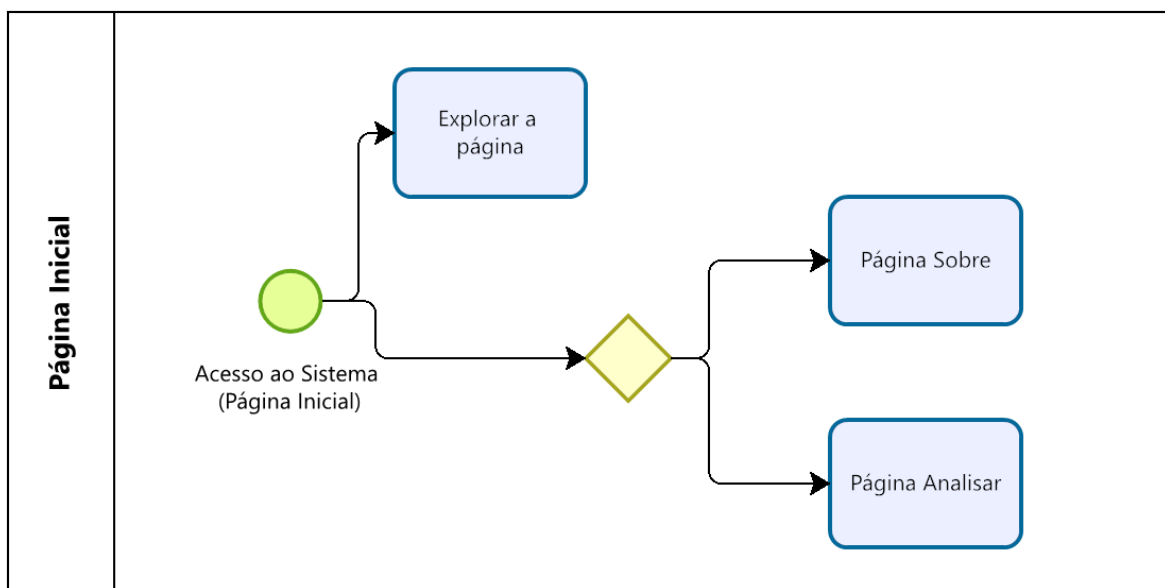 Página Inicial
Explorar a
página
Acesso ao Sistema
(Página Inicial)
Página Sobre
Página Analisar